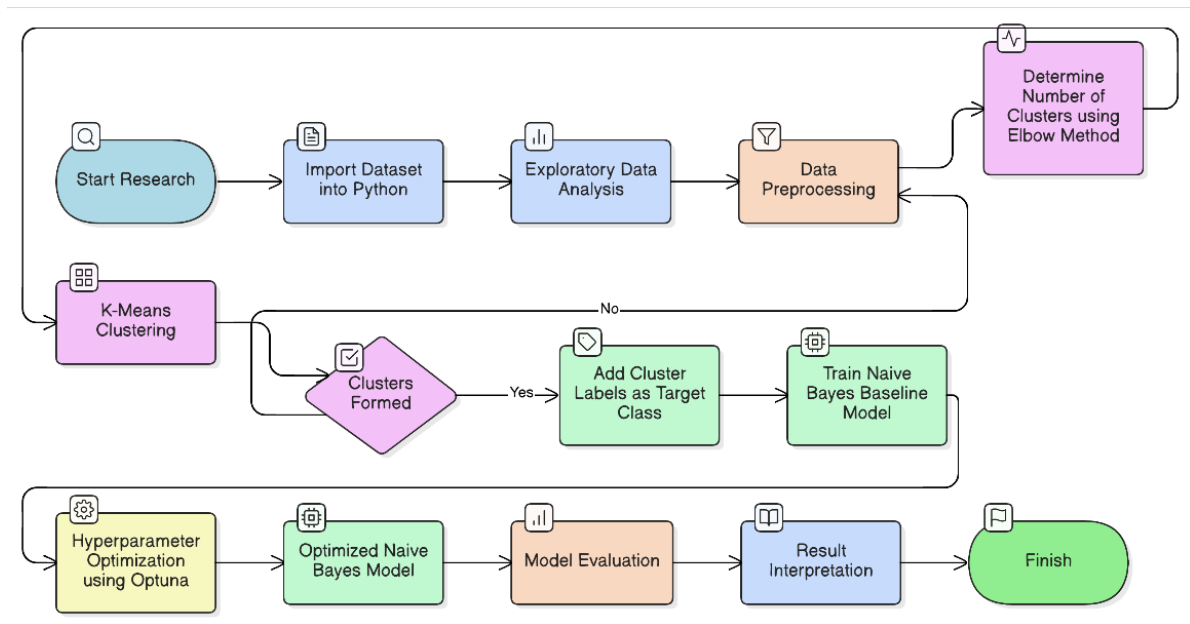 Start Research
Import Dataset
into Python
Exploratory Data
Analysis
Data
Preprocessing
Determine
Number of
Clusters using
Elbow Method
K-Means
Clustering
No
Clusters
Formed
Yes
Add Cluster
Labels as Target
Class
Train Naive
Bayes Baseline
Model
Hyperparameter
Optimization
using Optuna
Optimized Naive
Bayes Model
Model Evaluation
Result
Interpretation
Finish